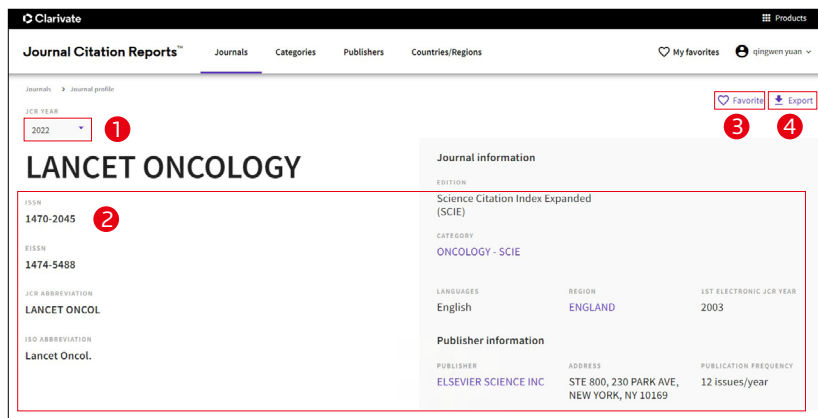 Clarivate
Products
Journal Citation Reports™
Journals
Categories
Publishers
Countries/Regions
My favorites
qingwen yuan
Journals > Journal profile
JCR YEAR
2022
1
Favorite
Export
3
4
LANCET ONCOLOGY
ISSN
1470-2045
2
EISSN
1474-5488
JCR ABBREVIATION
LANCET ONCOL
ISO ABBREVIATION
Lancet Oncol.
Journal information
EDITION
Science Citation Index Expanded
(SCIE)
CATEGORY
ONCOLOGY - SCIE
LANGUAGES
English
REGION
ENGLAND
1ST ELECTRONIC JCR YEAR
2003
Publisher information
PUBLISHER
ELSEVIER SCIENCE INC
ADDRESS
STE 800, 230 PARK AVE,
NEW YORK, NY 10169
PUBLICATION FREQUENCY
12 issues/year